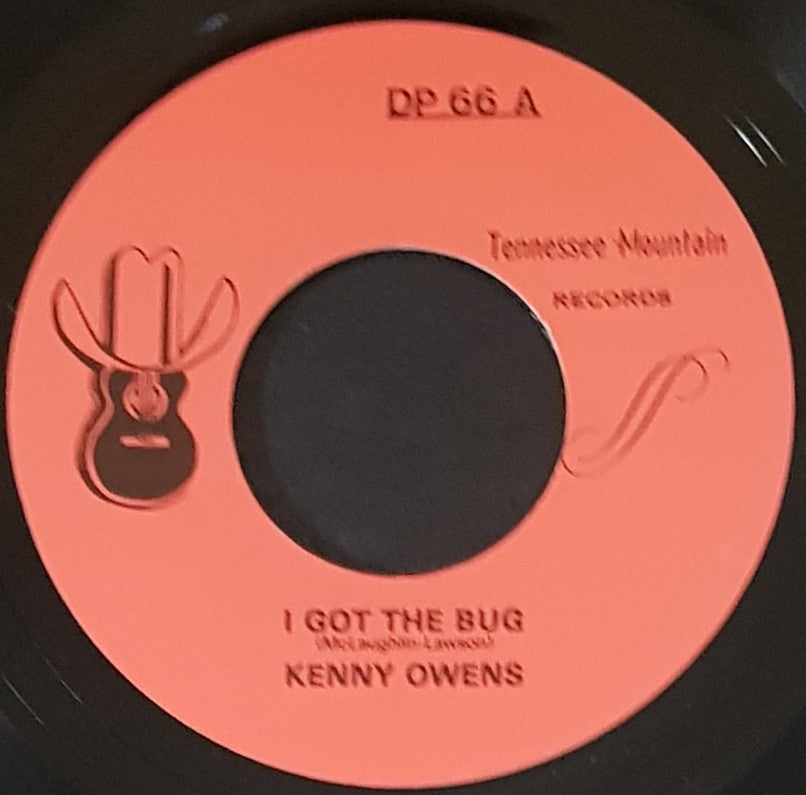 DP 66 A
Tennessee Mountain
RECORDS
I GOT THE BUG
(McLaughlin-Lawson)
KENNY OWENS